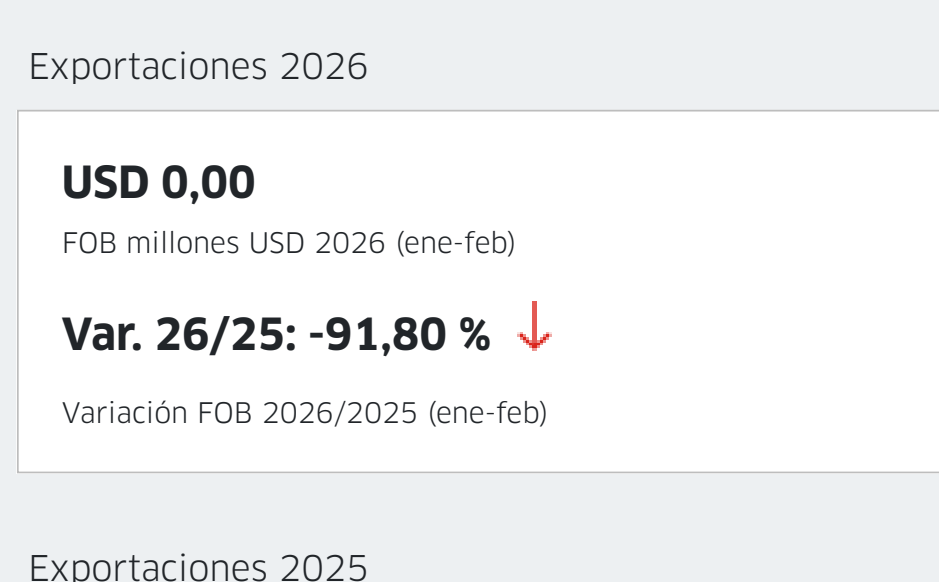 Exportaciones 2026
USD 0,00
FOB millones USD 2026 (ene-feb)
Var. 26/25: -91,80 %
Variación FOB 2026/2025 (ene-feb)
Exportaciones 2025